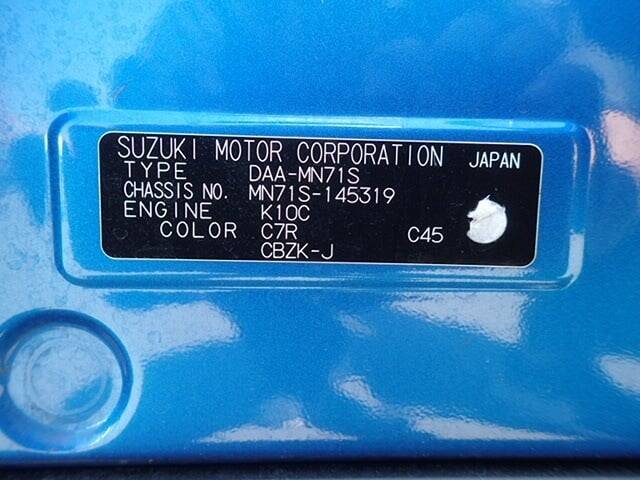 SUZUKI MOTOR CORPORATION JAPAN
TYPE DAA-MN71S
CHASSIS NO. MN71S-145319
ENGINE K10C
COLOR C7R C45
CBZK-J